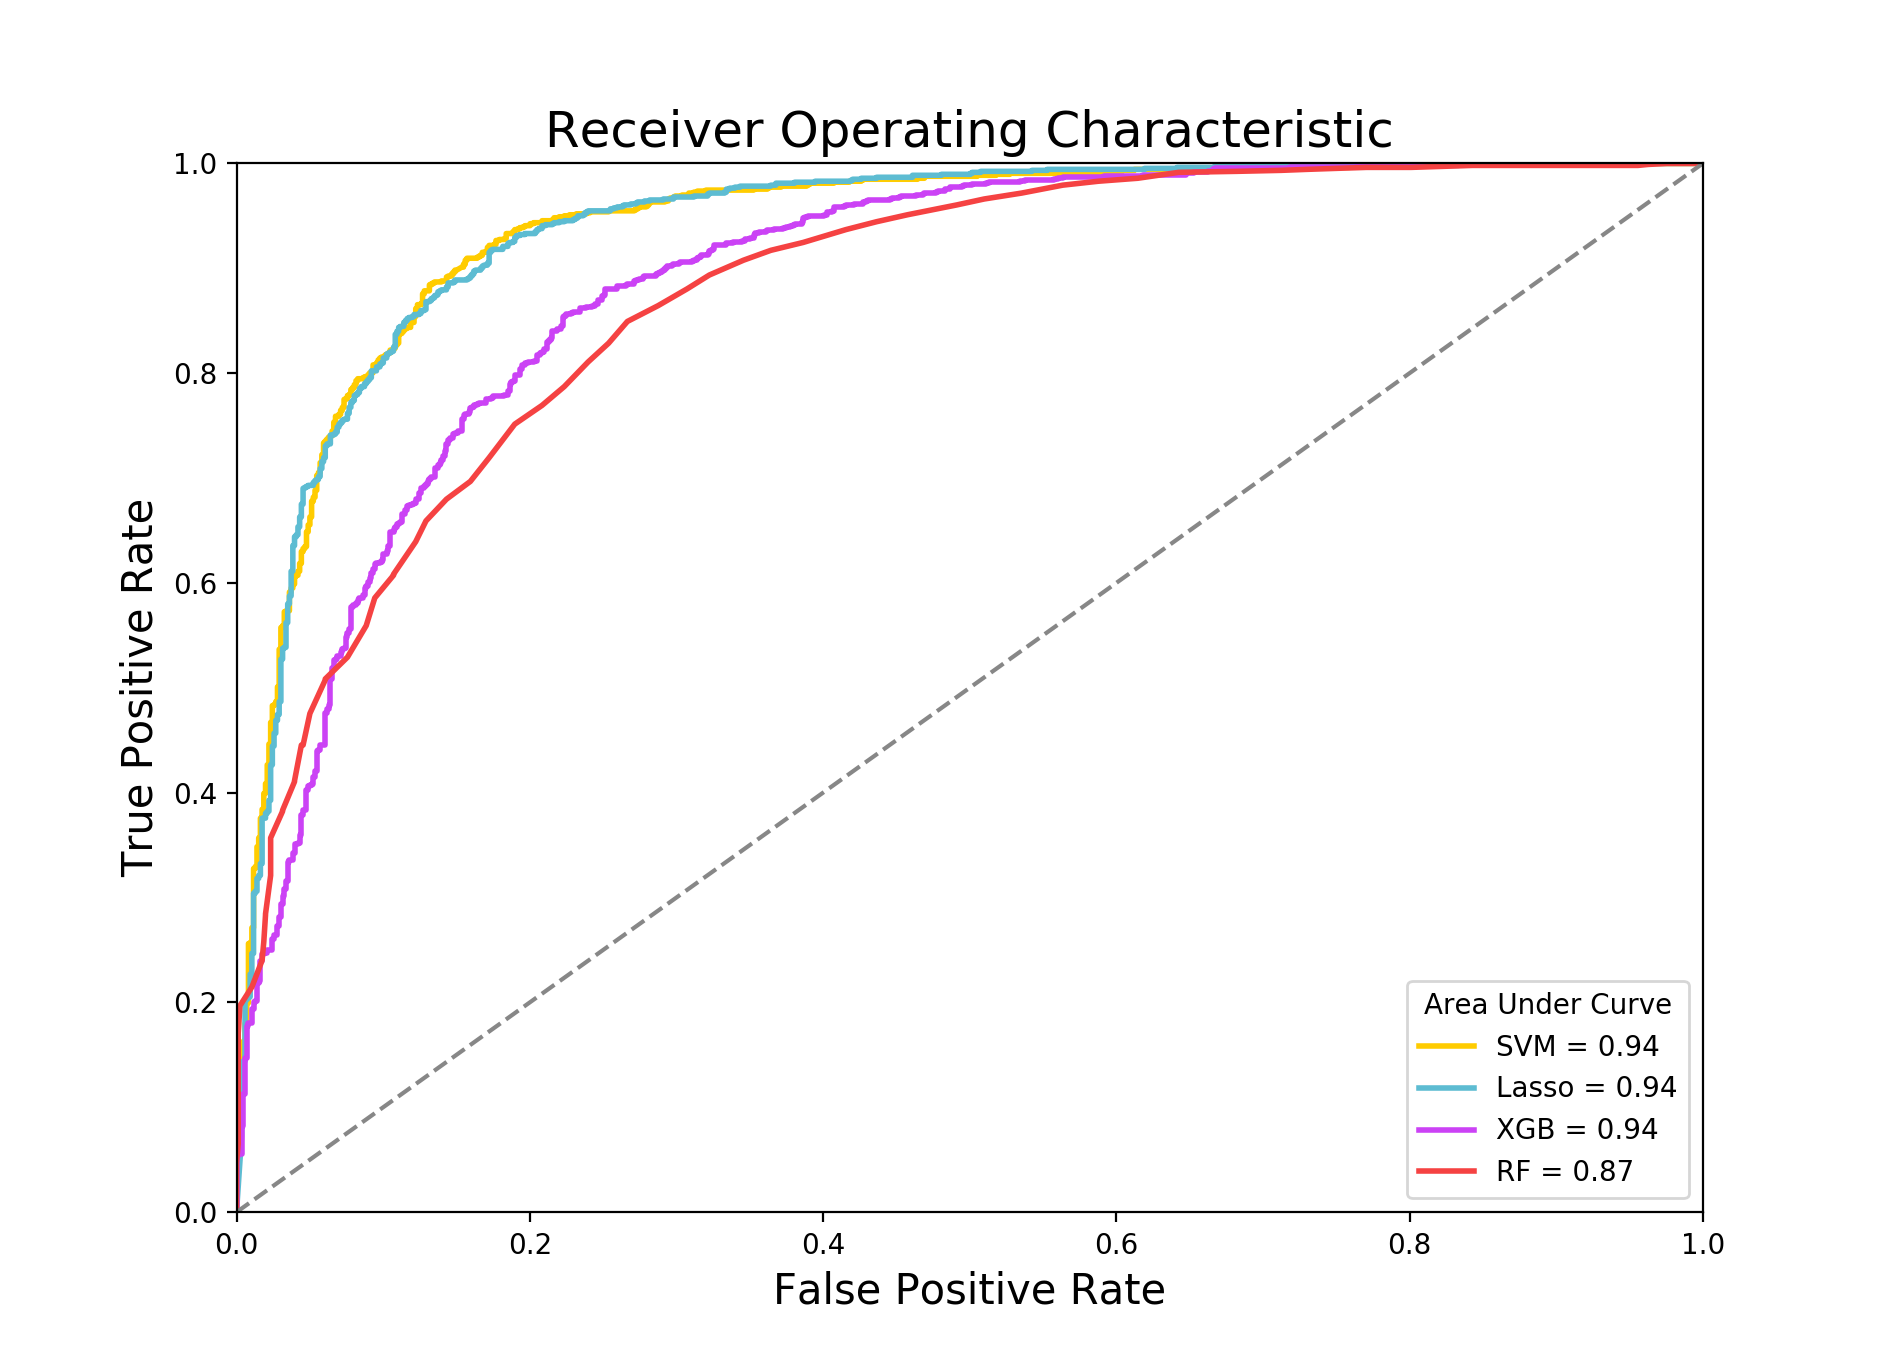 Receiver Operating Characteristic
1.0
0.8
0.6
0.4
0.2
0.0
True Positive Rate
0.0 0.2 0.4 0.6 0.8 1.0
False Positive Rate
Area Under Curve
SVM = 0.94
Lasso = 0.94
XGB = 0.94
RF = 0.87